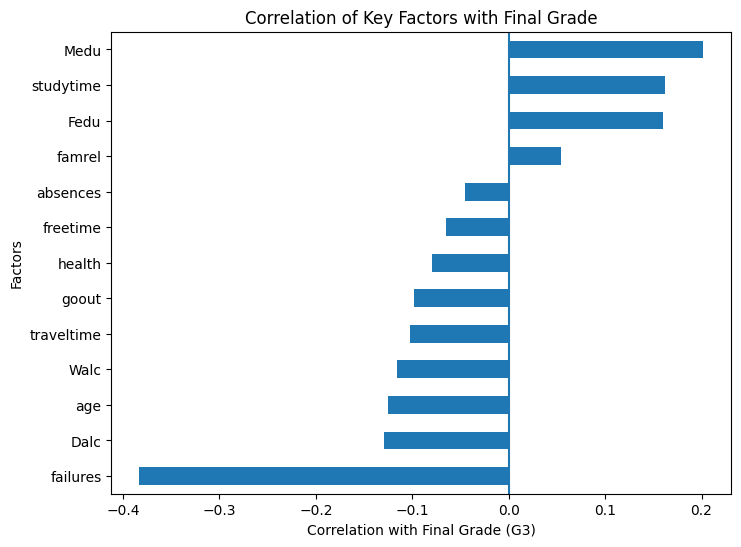 Correlation of Key Factors with Final Grade
Medu
studytime
Fedu
famrel
absences
freetime
health
goout
traveltime
Walc
age
Dalc
failures
Factors
−0.4 −0.3 −0.2 −0.1 0.0 0.1 0.2
Correlation with Final Grade (G3)